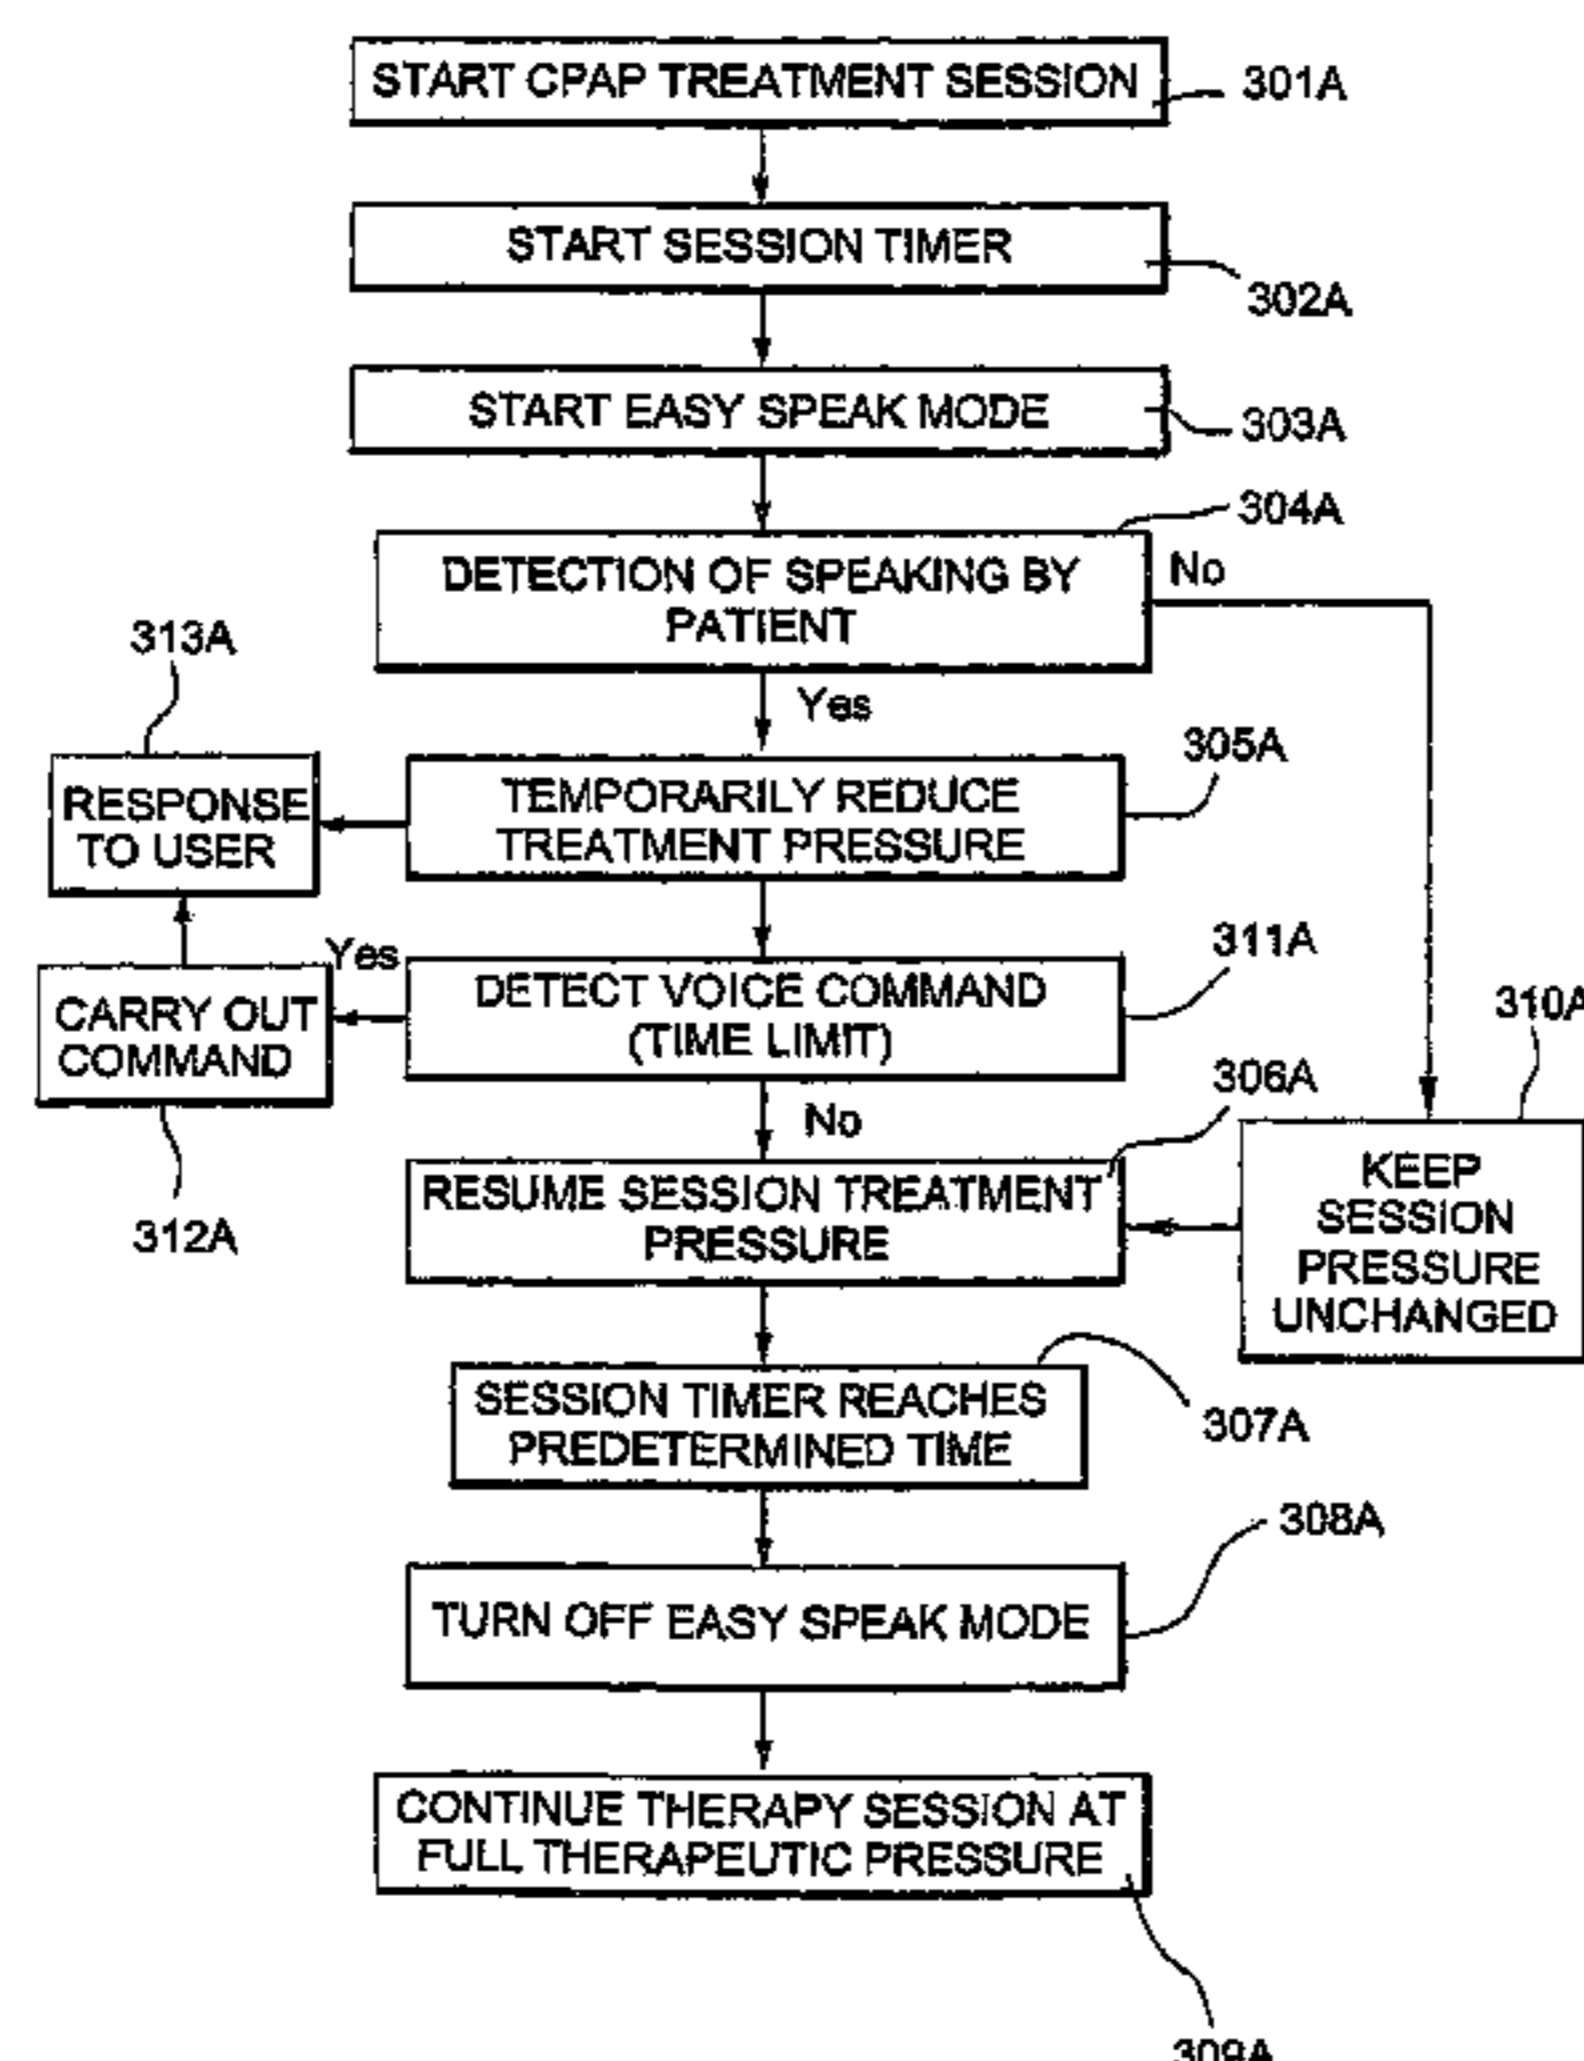 START CPAP TREATMENT SESSION
301A
START SESSION TIMER
302A
START EASY SPEAK MODE
303A
304A
DETECTION OF SPEAKING BY
PATIENT
No
Yes
313A
RESPONSE
TO USER
305A
TEMPORARILY REDUCE
TREATMENT PRESSURE
Yes
311A
DETECT VOICE COMMAND
(TIME LIMIT)
CARRY OUT
COMMAND
312A
No
306A
RESUME SESSION TREATMENT
PRESSURE
310A
KEEP
SESSION
PRESSURE
UNCHANGED
SESSION TIMER REACHES
PREDETERMINED TIME
307A
308A
TURN OFF EASY SPEAK MODE
CONTINUE THERAPY SESSION AT
FULL THERAPEUTIC PRESSURE
309A